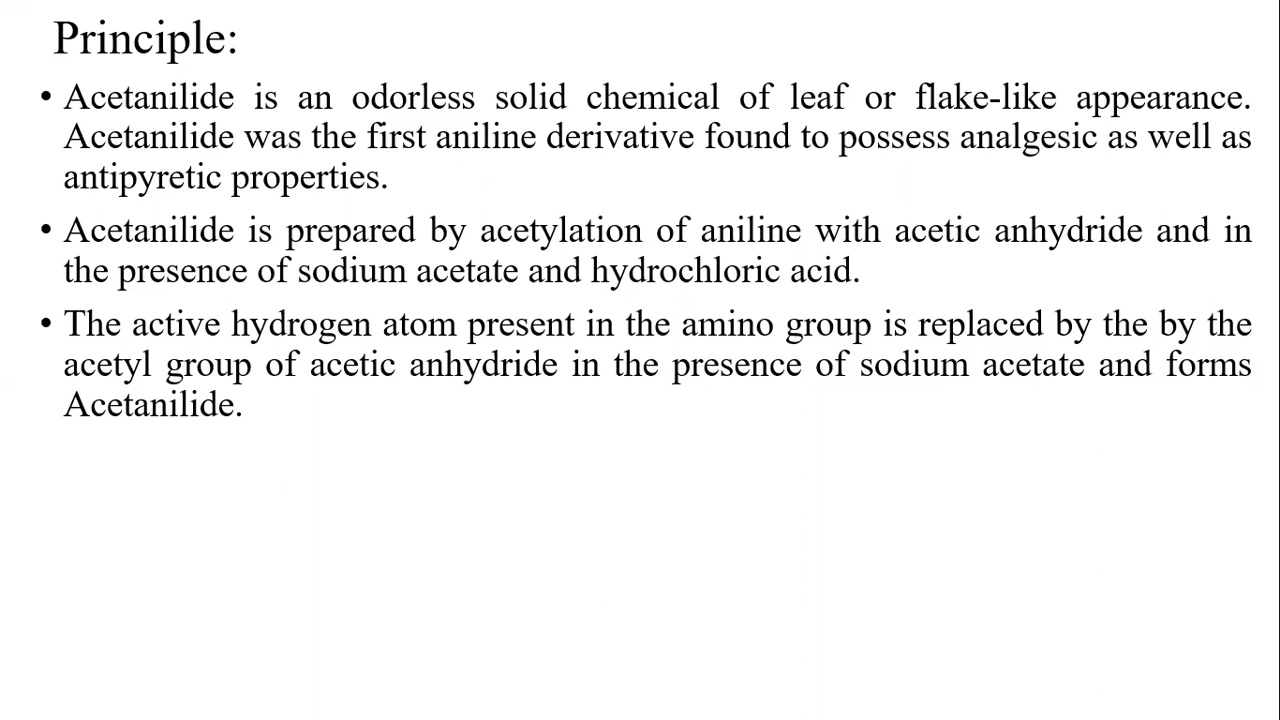 Principle:
• Acetanilide is an odorless solid chemical of leaf or flake-like appearance.
Acetanilide was the first aniline derivative found to possess analgesic as well as
antipyretic properties.
• Acetanilide is prepared by acetylation of aniline with acetic anhydride and in
the presence of sodium acetate and hydrochloric acid.
• The active hydrogen atom present in the amino group is replaced by the by the
acetyl group of acetic anhydride in the presence of sodium acetate and forms
Acetanilide.